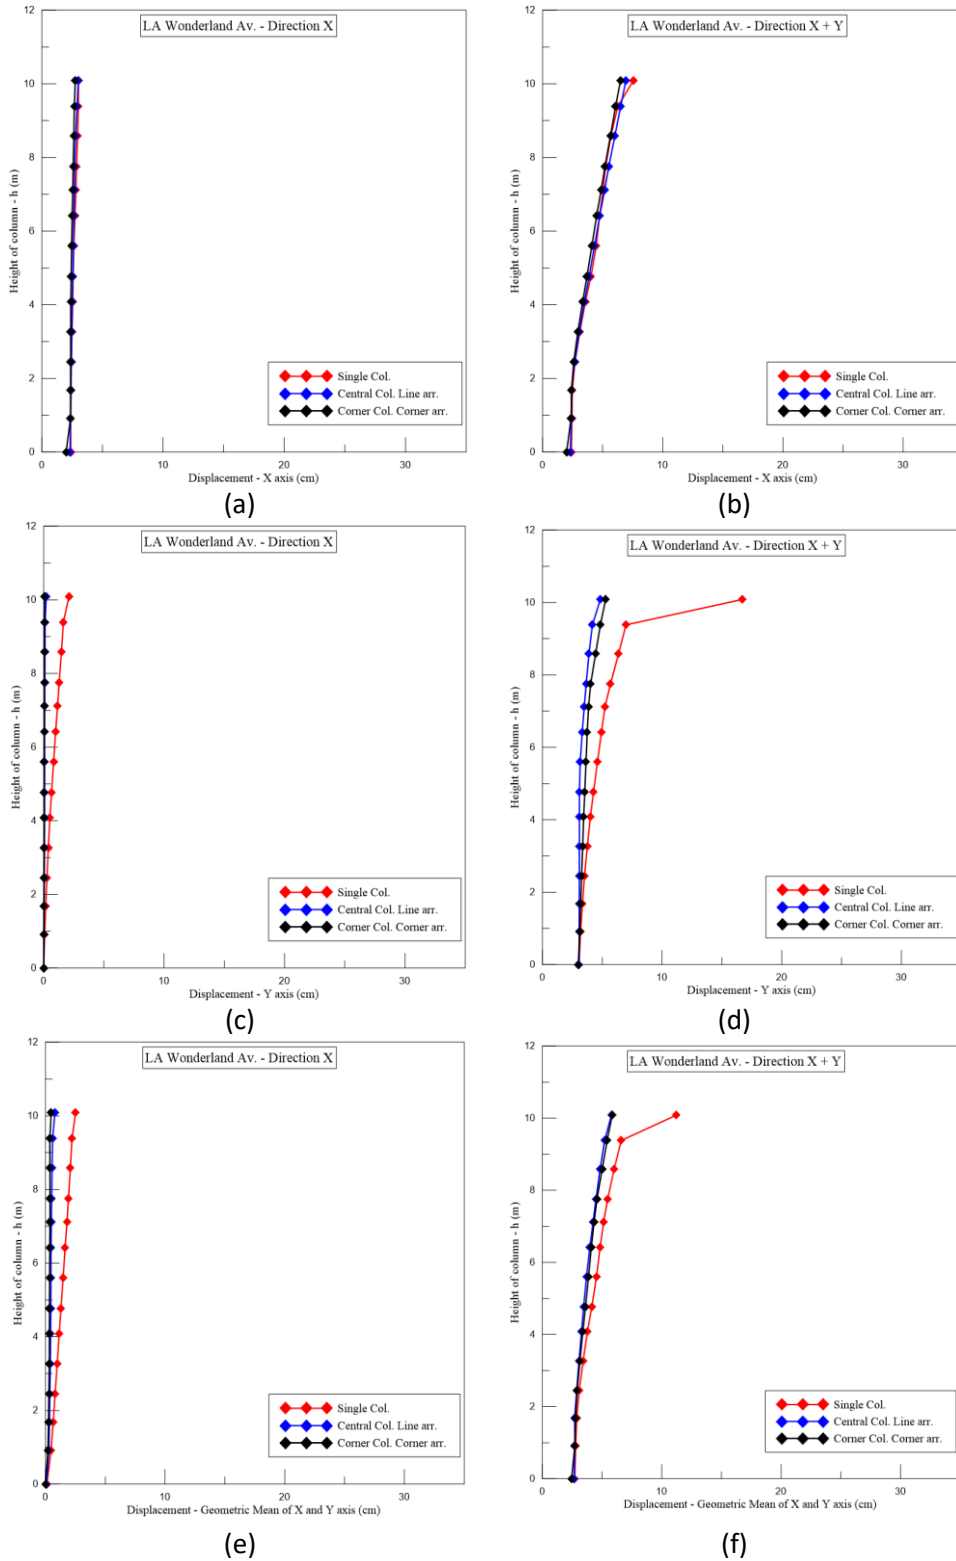 LA Wonderland Av. - Direction X
12
10
8
6
4
2
0
Height of column - h (m)
Single Col.
Central Col. Line arr.
Corner Col. Corner arr.
0 10 20 30
Displacement - X axis (cm)
(a)
LA Wonderland Av. - Direction X + Y
12
10
8
6
4
2
0
Height of column - h (m)
Single Col.
Central Col. Line arr.
Corner Col. Corner arr.
0 10 20 30
Displacement - X axis (cm)
(b)
LA Wonderland Av. - Direction X
12
10
8
6
4
2
0
Height of column - h (m)
Single Col.
Central Col. Line arr.
Corner Col. Corner arr.
0 10 20 30
Displacement - Y axis (cm)
(c)
LA Wonderland Av. - Direction X + Y
12
10
8
6
4
2
0
Height of column - h (m)
Single Col.
Central Col. Line arr.
Corner Col. Corner arr.
0 10 20 30
Displacement - Y axis (cm)
(d)
LA Wonderland Av. - Direction X
12
10
8
6
4
2
0
Height of column - h (m)
Single Col.
Central Col. Line arr.
Corner Col. Corner arr.
0 10 20 30
Displacement - Geometric Mean of X and Y axis (cm)
(e)
LA Wonderland Av. - Direction X + Y
12
10
8
6
4
2
0
Height of column - h (m)
Single Col.
Central Col. Line arr.
Corner Col. Corner arr.
0 10 20 30
Displacement - Geometric Mean of X and Y axis (cm)
(f)